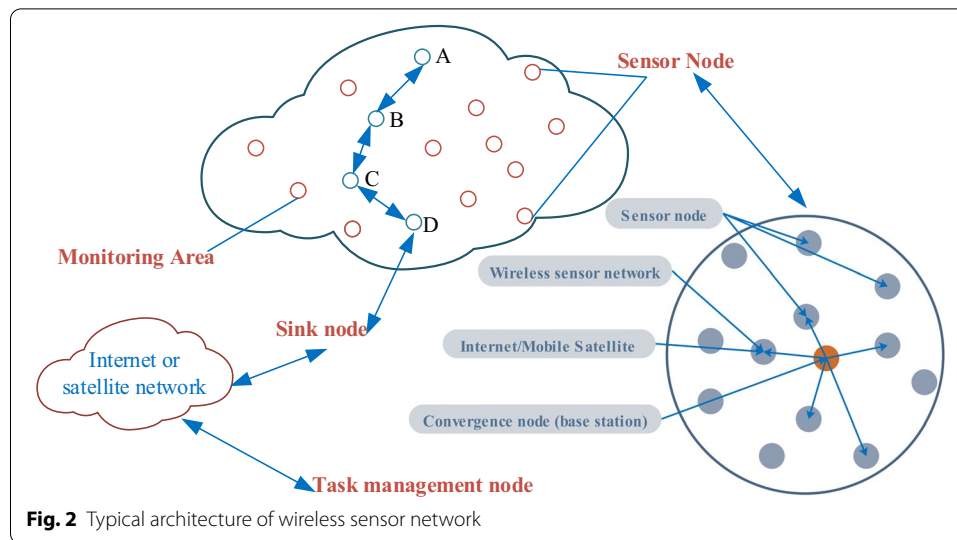 A
Sensor Node
B
C
Sensor node
D
Monitoring Area
Wireless sensor network
Sink node
Internet or
satellite network
Internet/Mobile Satellite
Convergence node (base station)
Task management node
Fig. 2 Typical architecture of wireless sensor network